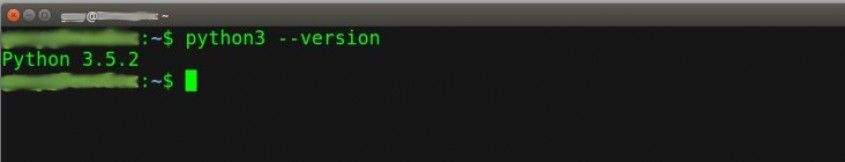 @ ~
:~$ python3 --version
Python 3.5.2
:~$